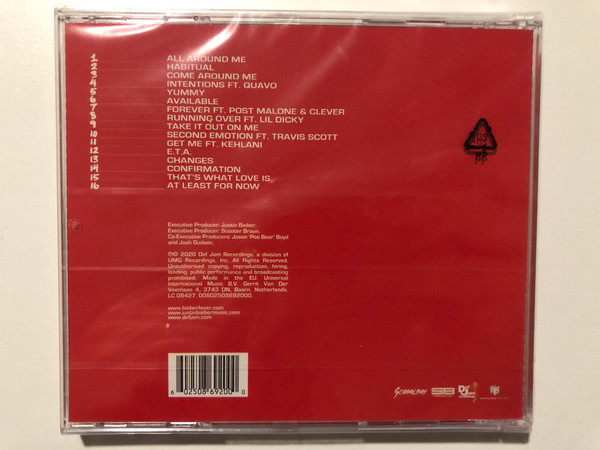 1 ALL AROUND ME
2 HABITUAL
3 COME AROUND ME
4 INTENTIONS FT. QUAVO
5 YUMMY
6 AVAILABLE
7 FOREVER FT. POST MALONE & CLEVER
8 RUNNING OVER FT. LIL DICKY
9 TAKE IT OUT ON ME
10 SECOND EMOTION FT. TRAVIS SCOTT
11 GET ME FT. KEHLANI
12 E.T.A.
13 CHANGES
14 CONFIRMATION
15 THAT'S WHAT LOVE IS
16 AT LEAST FOR NOW
Executive Producer: Justin Bieber.
Executive Producer: Scooter Braun.
Co-Executive Producers: Jason 'Poo Bear' Boyd
and Josh Gudwin.
℗© 2020 Def Jam Recordings, a division of
UMG Recordings, Inc. All Rights Reserved.
Unauthorised copying, reproduction, hiring,
lending, public performance and broadcasting
prohibited. Made in the EU. Universal
International Music B.V. Gerrit Van Der
Veenlaan 4, 3743 DN, Baarn, Netherlands.
LC 06427. 00602508692000.
www.bieberfever.com
www.justinbiebermusic.com
www.defjam.com
6 02508 69200 0
SB
DEF JAM